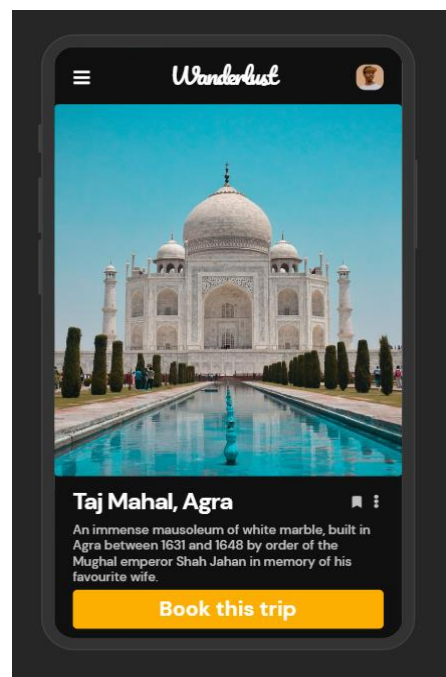 Wanderlust
Taj Mahal, Agra
An immense mausoleum of white marble, built in
Agra between 1631 and 1648 by order of the
Mughal emperor Shah Jahan in memory of his
favourite wife.
Book this trip